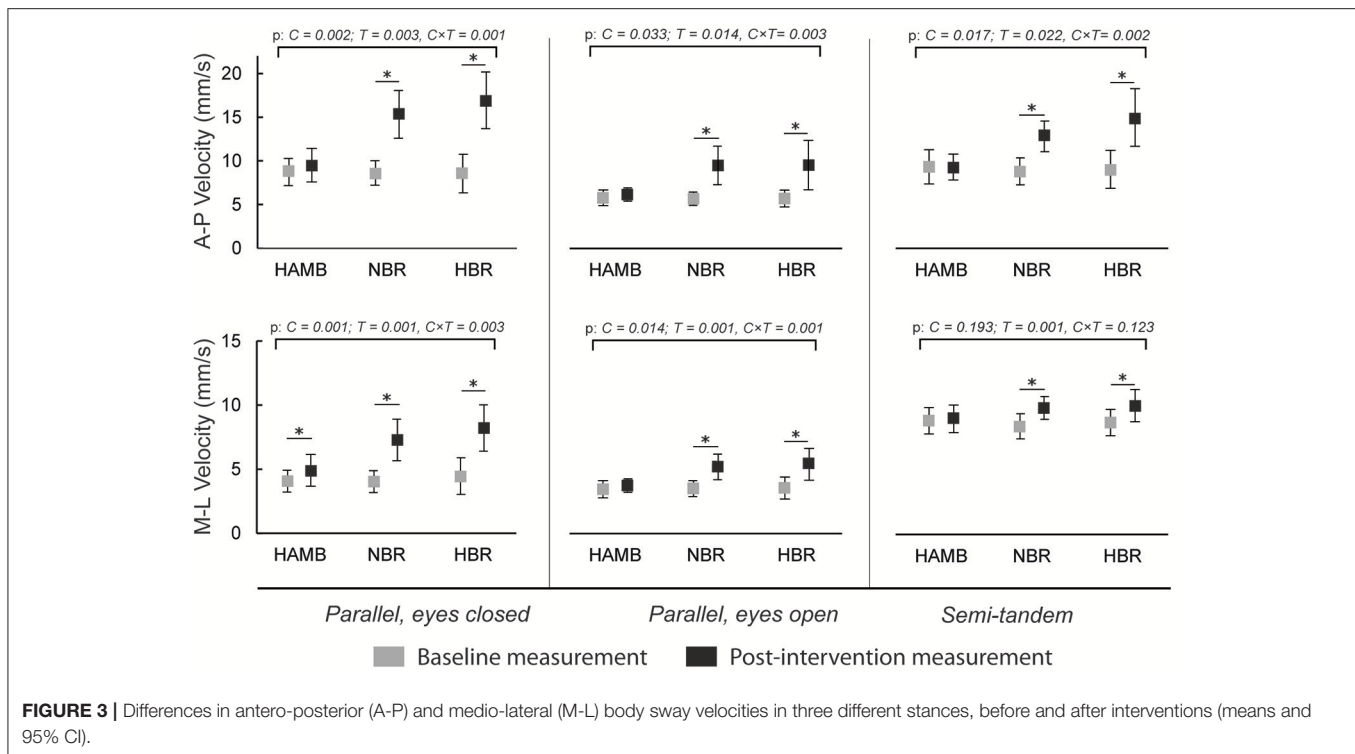 p: C = 0.002; T = 0.003, C×T = 0.001
p: C = 0.033; T = 0.014, C×T= 0.003
p: C = 0.017; T = 0.022, C×T = 0.002
A-P Velocity (mm/s)
20
15
10
5
0
*
*
*
*
*
*
HAMB NBR HBR
HAMB NBR HBR
HAMB NBR HBR
p: C = 0.001; T = 0.001, C×T = 0.003
p: C = 0.014; T = 0.001, C×T = 0.001
p: C = 0.193; T = 0.001, C×T = 0.123
M-L Velocity (mm/s)
15
10
5
0
*
*
*
*
*
*
*
HAMB NBR HBR
HAMB NBR HBR
HAMB NBR HBR
Parallel, eyes closed
Parallel, eyes open
Semi-tandem
Baseline measurement
Post-intervention measurement
FIGURE 3 | Differences in antero-posterior (A-P) and medio-lateral (M-L) body sway velocities in three different stances, before and after interventions (means and
95% CI).